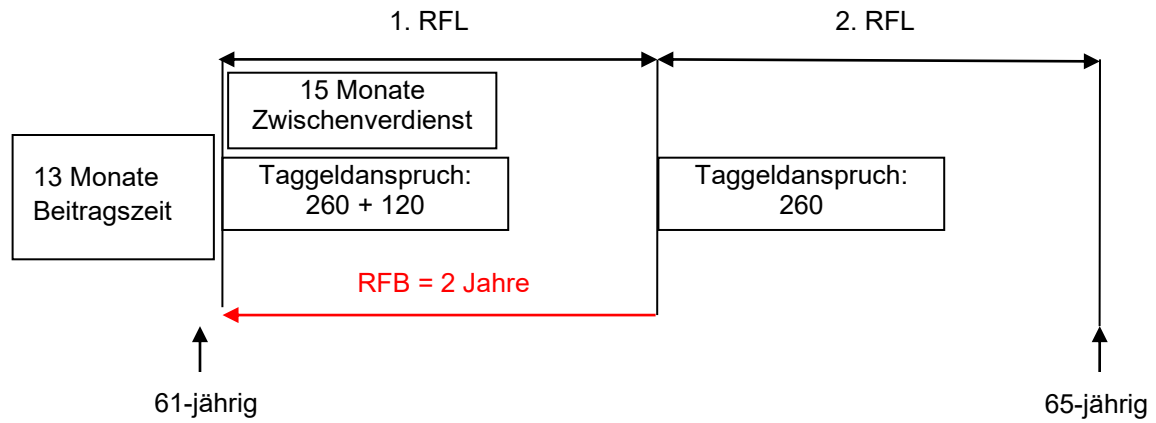 1. RFL
2. RFL
15 Monate
Zwischenverdienst
13 Monate
Beitragszeit
Taggeldanspruch:
260 + 120
Taggeldanspruch:
260
RFB = 2 Jahre
61-jährig
65-jährig